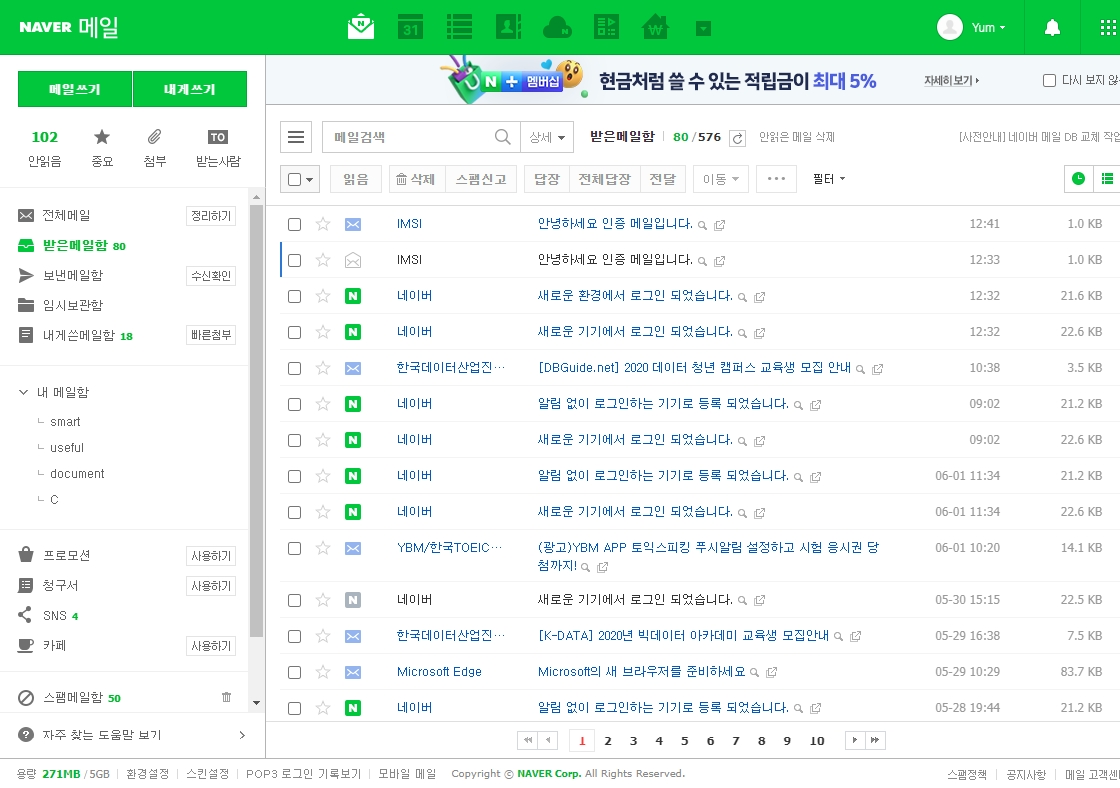 NAVER 메일
31
N
₩
Yum
메일쓰기
내게쓰기
102
안읽음
중요
첨부
TO
받는사람
N + 멤버십
현금처럼 쓸 수 있는 적립금이 최대 5%
자세히보기
다시 보지 않
메일검색
상세
받은메일함
80 / 576
안읽은 메일 삭제
[사전안내] 네이버 메일 DB 교체 작업
읽음
삭제
스팸신고
답장
전체답장
전달
이동
···
필터
전체메일
정리하기
받은메일함 80
보낸메일함
수신확인
임시보관함
내게쓴메일함 18
빠른첨부
내 메일함
smart
useful
document
C
프로모션
사용하기
청구서
사용하기
SNS 4
카페
사용하기
스팸메일함 50
자주 찾는 도움말 보기
IMSI 안녕하세요 인증 메일입니다. 12:41 1.0 KB
IMSI 안녕하세요 인증 메일입니다. 12:33 1.0 KB
N 네이버 새로운 환경에서 로그인 되었습니다. 12:32 21.6 KB
N 네이버 새로운 기기에서 로그인 되었습니다. 12:32 22.6 KB
한국데이터산업진··· [DBGuide.net] 2020 데이터 청년 캠퍼스 교육생 모집 안내 10:38 3.5 KB
N 네이버 알림 없이 로그인하는 기기로 등록 되었습니다. 09:02 21.2 KB
N 네이버 새로운 기기에서 로그인 되었습니다. 09:02 22.6 KB
N 네이버 알림 없이 로그인하는 기기로 등록 되었습니다. 06-01 11:34 21.2 KB
N 네이버 새로운 기기에서 로그인 되었습니다. 06-01 11:34 22.6 KB
YBM/한국TOEIC··· (광고)YBM APP 토익스피킹 푸시알림 설정하고 시험 응시권 당 06-01 10:20 14.1 KB
첨까지!
N 네이버 새로운 기기에서 로그인 되었습니다. 05-30 15:15 22.5 KB
한국데이터산업진··· [K-DATA] 2020년 빅데이터 아카데미 교육생 모집안내 05-29 16:38 7.5 KB
Microsoft Edge Microsoft의 새 브라우저를 준비하세요 05-29 10:29 83.7 KB
N 네이버 알림 없이 로그인하는 기기로 등록 되었습니다. 05-28 19:44 21.2 KB
1 2 3 4 5 6 7 8 9 10
용량 271MB / 5GB 환경설정 스킨설정 POP3 로그인 기록보기 모바일 메일 Copyright © NAVER Corp. All Rights Reserved. 스팸정책 공지사항 메일 고객센